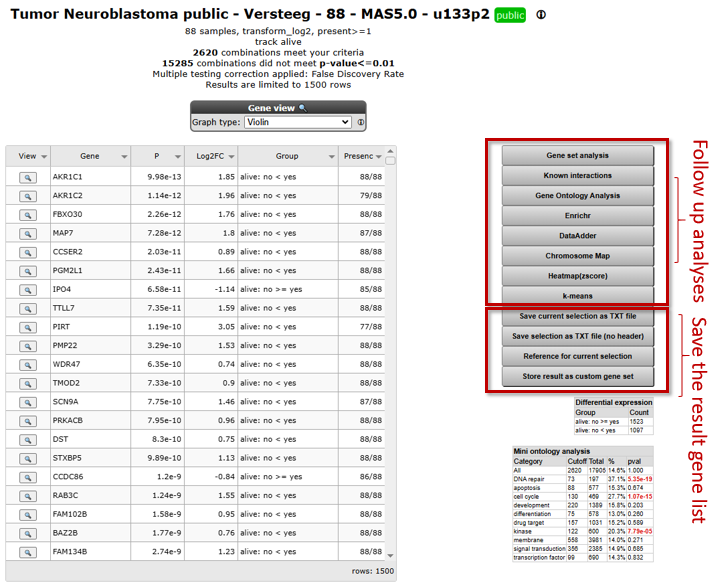 Tumor Neuroblastoma public - Versteeg - 88 - MAS5.0 - u133p2 public
88 samples, transform_log2, present>=1
track alive
2620 combinations meet your criteria
15285 combinations did not meet p-value<=0.01
Multiple testing correction applied: False Discovery Rate
Results are limited to 1500 rows
Gene view
Graph type: Violin
View Gene P Log2FC Group Presenc
AKR1C1 9.98e-13 1.85 alive: no < yes 88/88
AKR1C2 1.14e-12 1.96 alive: no < yes 79/88
FBXO30 2.26e-12 1.76 alive: no < yes 88/88
MAP7 7.28e-12 1.8 alive: no < yes 87/88
CCSER2 2.03e-11 0.89 alive: no < yes 88/88
PGM2L1 2.43e-11 1.66 alive: no < yes 88/88
IPO4 6.58e-11 -1.14 alive: no >= yes 85/88
TTLL7 7.35e-11 1.59 alive: no < yes 88/88
PIRT 1.19e-10 3.05 alive: no < yes 77/88
PMP22 3.29e-10 1.53 alive: no < yes 88/88
WDR47 6.35e-10 0.74 alive: no < yes 88/88
TMOD2 7.33e-10 0.9 alive: no < yes 88/88
SCN9A 7.75e-10 1.46 alive: no < yes 87/88
PRKACB 7.95e-10 0.96 alive: no < yes 88/88
DST 8.3e-10 0.75 alive: no < yes 88/88
STXBP5 9.89e-10 1.13 alive: no < yes 88/88
CCDC86 1.2e-9 -0.84 alive: no >= yes 86/88
RAB3C 1.24e-9 1.55 alive: no < yes 88/88
FAM102B 1.58e-9 0.95 alive: no < yes 88/88
BAZ2B 1.77e-9 0.76 alive: no < yes 88/88
FAM134B 2.74e-9 1.23 alive: no < yes 88/88
rows: 1500
Gene set analysis
Known interactions
Gene Ontology Analysis
Enrichr
DataAdder
Chromosome Map
Heatmap(zscore)
k-means
Save current selection as TXT file
Save selection as TXT file (no header)
Reference for current selection
Store result as custom gene set
Follow up analyses
Save the result gene list
Differential expression
Group Count
alive: no >= yes 1523
alive: no < yes 1097
Mini ontology analysis
Category Cutoff Total % pval
All 2620 17905 14.6% 1.000
DNA repair 73 197 37.1% 5.35e-19
apoptosis 88 577 15.3% 0.674
cell cycle 130 469 27.7% 1.07e-15
development 220 1389 15.8% 0.203
differentiation 75 578 13.0% 0.260
drug target 157 1031 15.2% 0.589
kinase 122 600 20.3% 7.79e-05
membrane 558 3981 14.0% 0.271
signal transduction 356 2385 14.9% 0.685
transcription factor 99 690 14.3% 0.832